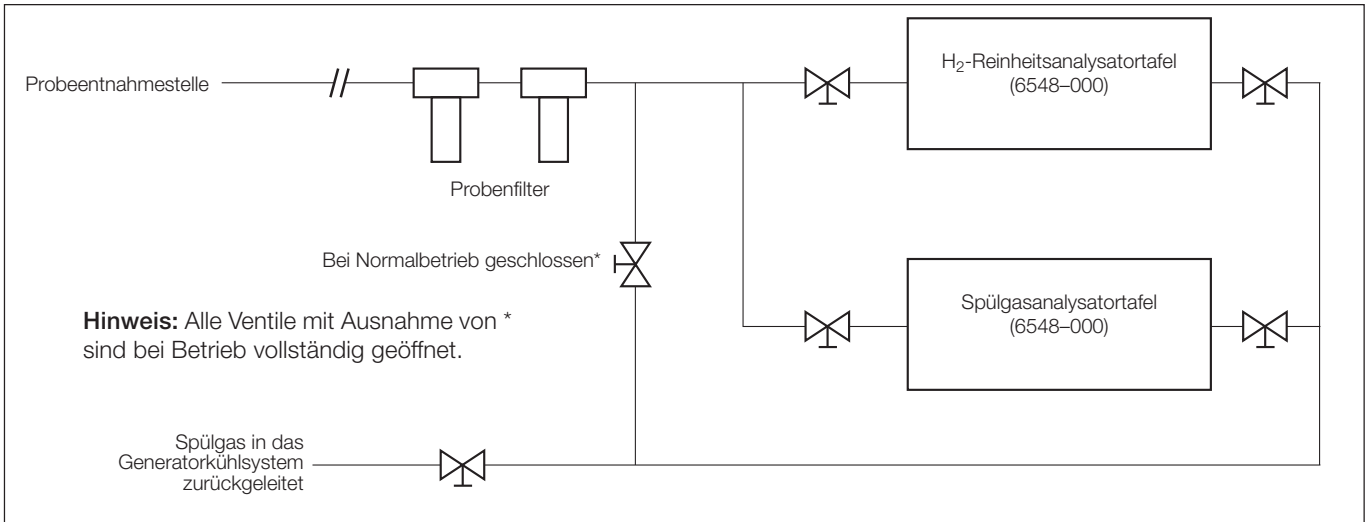 Probeentnahmestelle
H₂-Reinheitsanalysatortafel
(6548–000)
Probenfilter
Bei Normalbetrieb geschlossen*
Hinweis: Alle Ventile mit Ausnahme von *
sind bei Betrieb vollständig geöffnet.
Spülgasanalysatortafel
(6548–000)
Spülgas in das
Generatorkühlsystem
zurückgeleitet